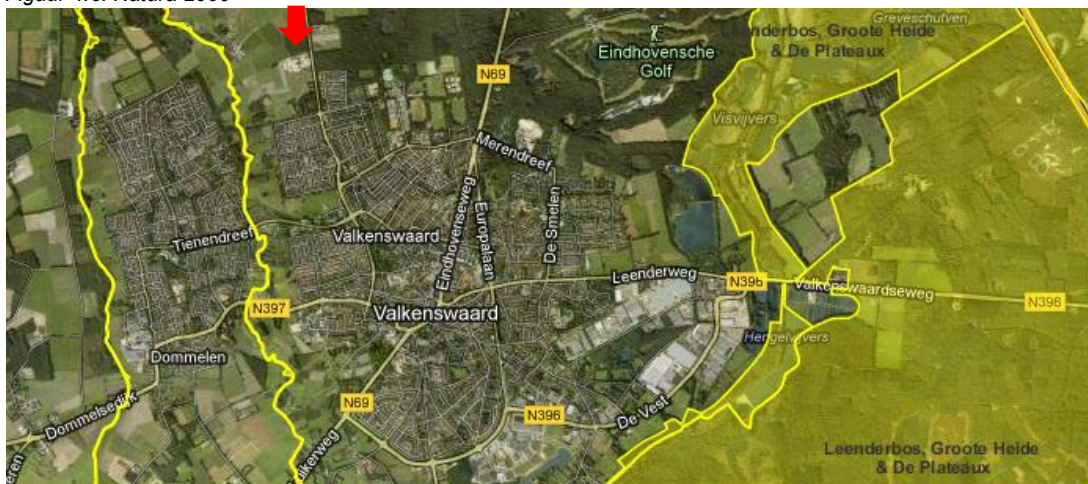 Greveschutven
Leenderbos, Groote Heide
& De Plateaux
Eindhovensche
Golf
N69
Visvijvers
Merendreef
Eindhovenseweg
Europalaan
De Smelen
Tienendreef
Valkenswaard
Leenderweg
N39b
Valkenswaardseweg
N396
N397
Valkenswaard
Hengelvijvers
Dommelen
N69
N396
De Vest
Dommelsedijk
Leenderbos, Groote Heide
& De Plateaux